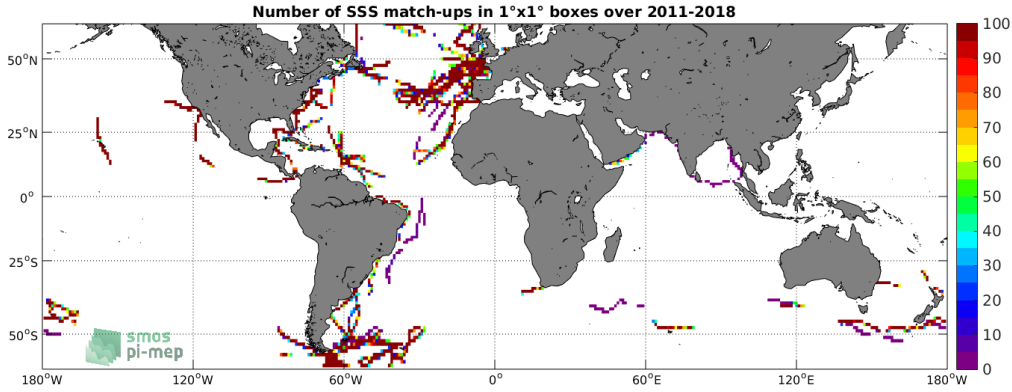 Number of SSS match-ups in 1°x1° boxes over 2011-2018
100
90
80
70
60
50
40
30
20
10
0
50°N
25°N
0°
25°S
50°S
smos
pi-mep
180°W 120°W 60°W 0° 60°E 120°E 180°W